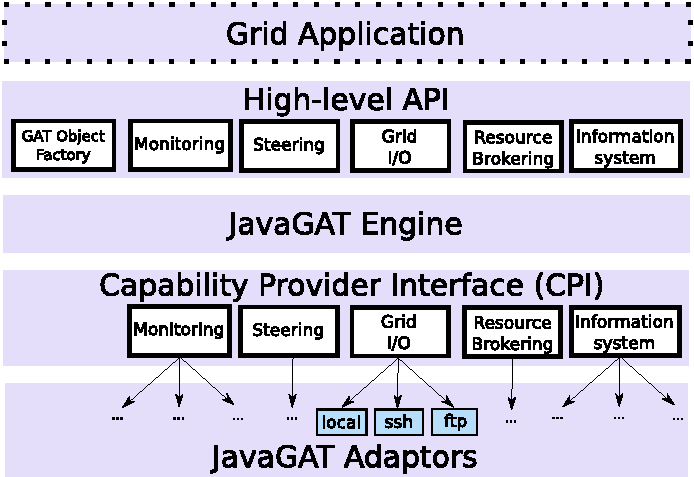 Grid Application
High-level API
GAT Object
Factory
Monitoring
Steering
Grid
I/O
Resource
Brokering
Information
system
JavaGAT Engine
Capability Provider Interface (CPI)
Monitoring
Steering
Grid
I/O
Resource
Brokering
Information
system
... ... ... ... local ssh ftp ... ... ... ...
JavaGAT Adaptors